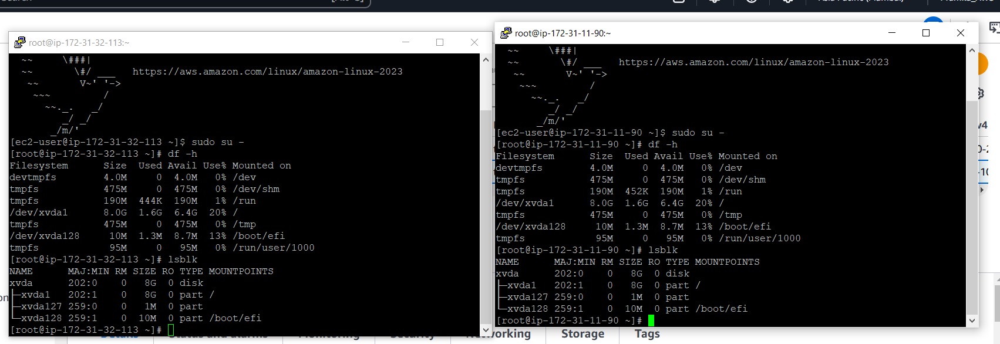 root@ip-172-31-32-113:~
~~      \###|
~~       \#/ ___   https://aws.amazon.com/linux/amazon-linux-2023
~~       V~' '->
~~~         /
~~._.   _/
_/ _/
_/m/'
[ec2-user@ip-172-31-32-113 ~]$ sudo su -
[root@ip-172-31-32-113 ~]# df -h
Filesystem      Size  Used Avail Use% Mounted on
devtmpfs        4.0M     0  4.0M   0% /dev
tmpfs           475M     0  475M   0% /dev/shm
tmpfs           190M  444K  190M   1% /run
/dev/xvda1      8.0G  1.6G  6.4G  20% /
tmpfs           475M     0  475M   0% /tmp
/dev/xvda128     10M  1.3M  8.7M  13% /boot/efi
tmpfs            95M     0   95M   0% /run/user/1000
[root@ip-172-31-32-113 ~]# lsblk
NAME      MAJ:MIN RM SIZE RO TYPE MOUNTPOINTS
xvda      202:0    0   8G  0 disk
├─xvda1   202:1    0   8G  0 part /
├─xvda127 259:0    0   1M  0 part
└─xvda128 259:1    0  10M  0 part /boot/efi
[root@ip-172-31-32-113 ~]#
root@ip-172-31-11-90:~
~~      \###|
~~       \#/ ___   https://aws.amazon.com/linux/amazon-linux-2023
~~       V~' '->
~~~         /
~~._.   _/
_/ _/
_/m/'
[ec2-user@ip-172-31-11-90 ~]$ sudo su -
[root@ip-172-31-11-90 ~]# df -h
Filesystem      Size  Used Avail Use% Mounted on
devtmpfs        4.0M     0  4.0M   0% /dev
tmpfs           475M     0  475M   0% /dev/shm
tmpfs           190M  452K  190M   1% /run
/dev/xvda1      8.0G  1.6G  6.4G  20% /
tmpfs           475M     0  475M   0% /tmp
/dev/xvda128     10M  1.3M  8.7M  13% /boot/efi
tmpfs            95M     0   95M   0% /run/user/1000
[root@ip-172-31-11-90 ~]# lsblk
NAME      MAJ:MIN RM SIZE RO TYPE MOUNTPOINTS
xvda      202:0    0   8G  0 disk
├─xvda1   202:1    0   8G  0 part /
├─xvda127 259:0    0   1M  0 part
└─xvda128 259:1    0  10M  0 part /boot/efi
[root@ip-172-31-11-90 ~]#
Storage Tags